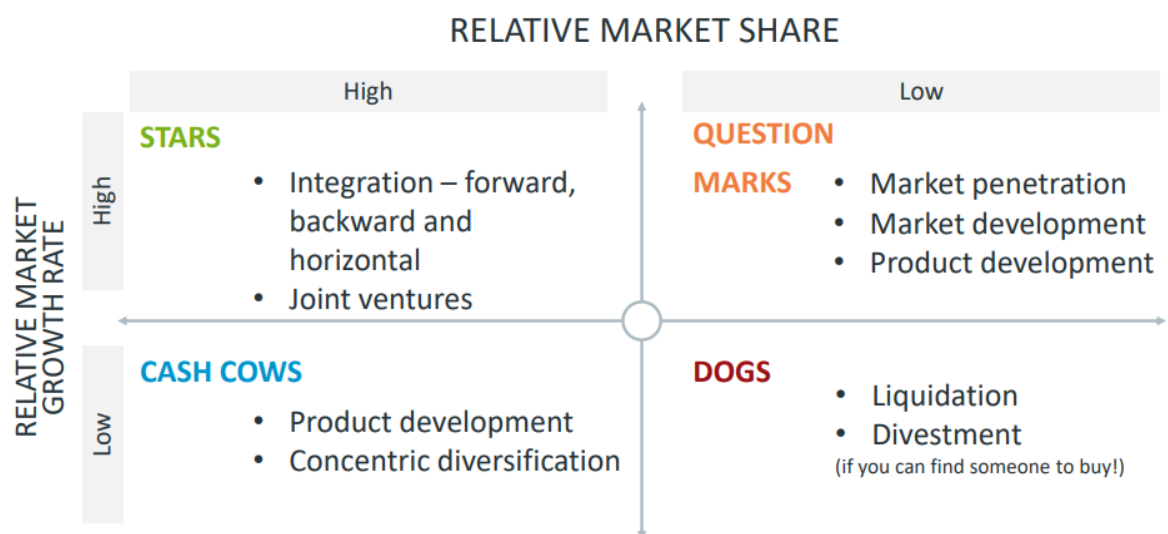 RELATIVE MARKET SHARE
High
Low
RELATIVE MARKET
GROWTH RATE
High
STARS
• Integration – forward,
backward and
horizontal
• Joint ventures
QUESTION
MARKS
• Market penetration
• Market development
• Product development
Low
CASH COWS
• Product development
• Concentric diversification
DOGS
• Liquidation
• Divestment
(if you can find someone to buy!)